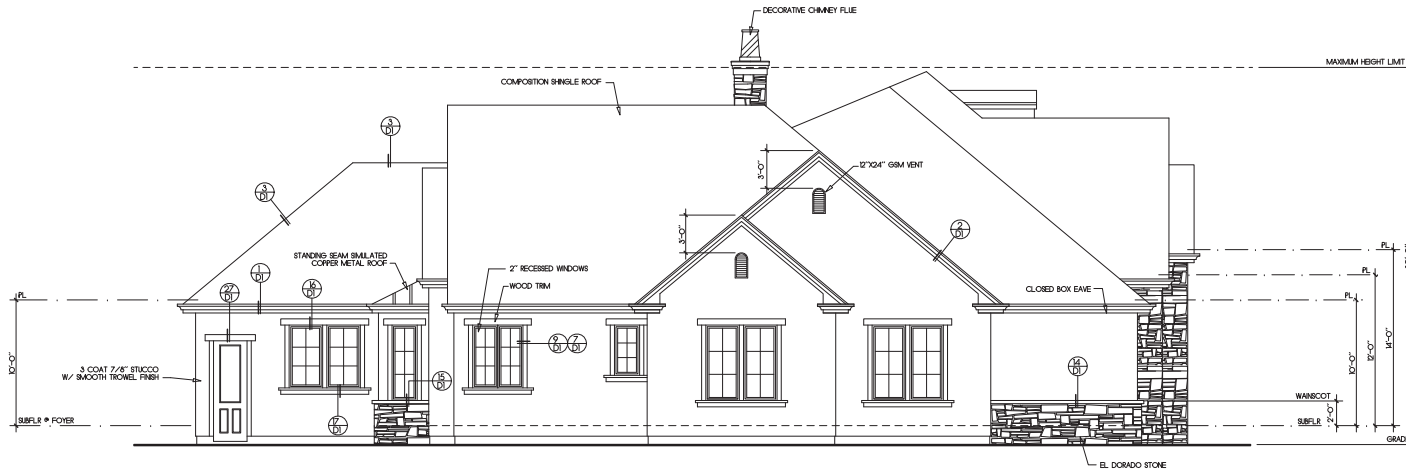 DECORATIVE CHIMNEY FLUE
MAXIMUM HEIGHT LIMIT
COMPOSITION SHINGLE ROOF
3
D1
3'-0"
12"X24" GSM VENT
3
D1
3'-0"
2
D1
STANDING SEAM SIMULATED
COPPER METAL ROOF
2" RECESSED WINDOWS
WOOD TRIM
CLOSED BOX EAVE
PL
PL
PL
PL
1
D1
16
D1
27
D1
9
D1
7
D1
10'-0"
3 COAT 7/8" STUCCO
W/ SMOOTH TROWEL FINISH
15
D1
14
D1
17
D1
10'-0"
12'-0"
14'-0"
WAINSCOT
2'-0"
SUBFLR @ FOYER
SUBFLR
GRAD
EL DORADO STONE